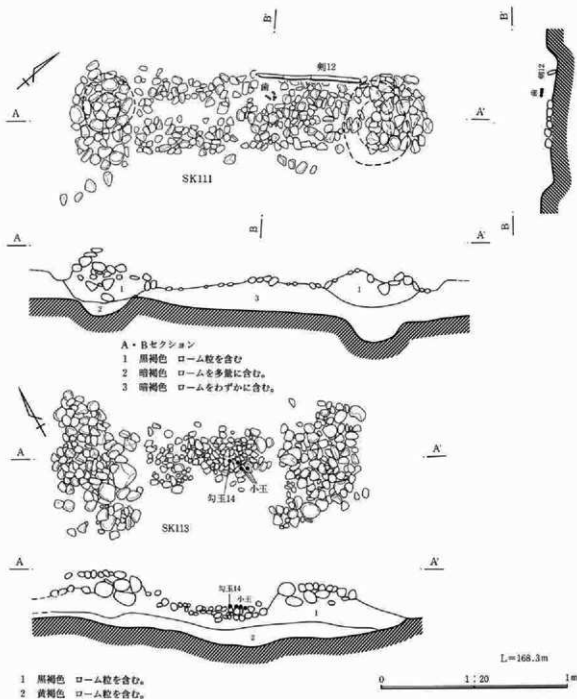 B'
B'
剣12
歯
剣12
歯
A
A'
SK111
B
B
A
A'
1
1
3
2
A・Bセクション
1 黒褐色 ローム粒を含む
2 暗褐色 ロームを多量に含む。
3 暗褐色 ロームをわずかに含む。
A
A'
小玉
勾玉14
SK113
A
勾玉14
小玉
A'
1
2
L=168.3m
1 黒褐色 ローム粒を含む。
2 黄褐色 ローム粒を含む。
0 1:20 1m